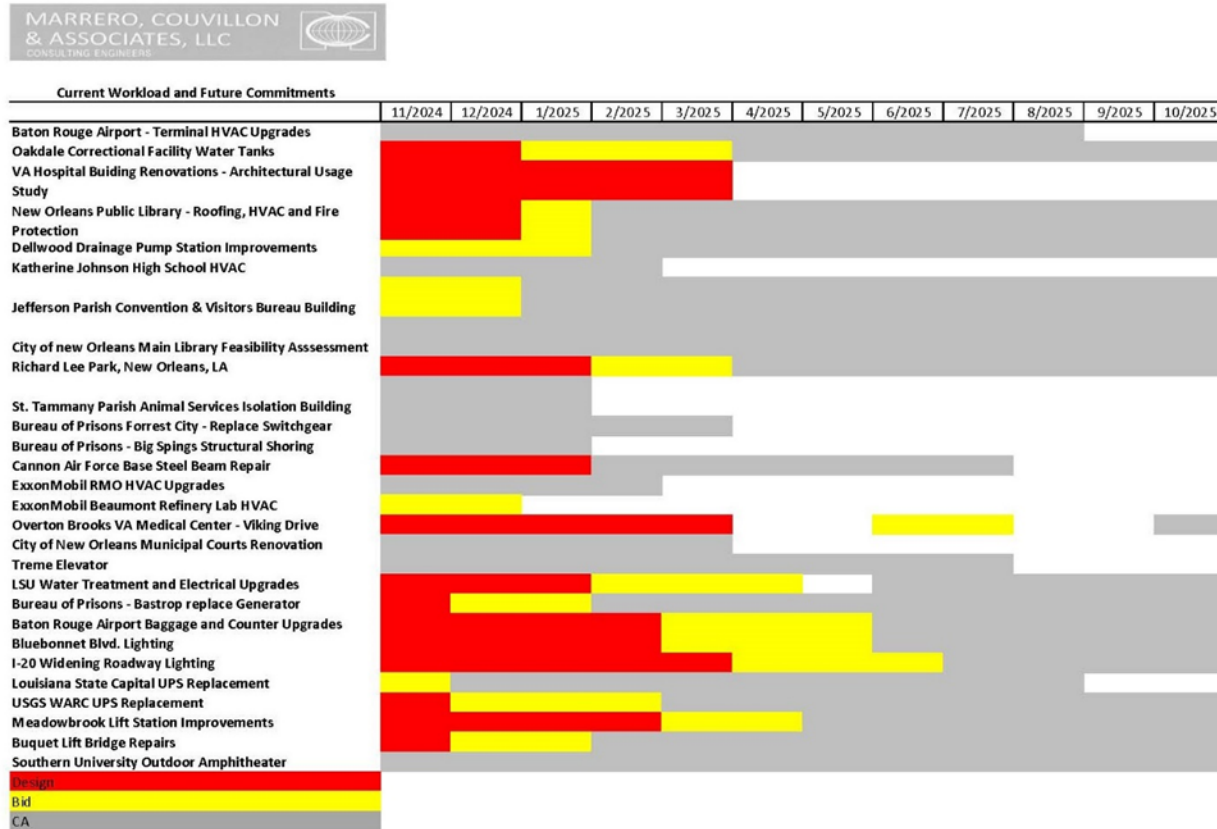 MARRERO, COUVILLON
& ASSOCIATES, LLC
CONSULTING ENGINEERS
Current Workload and Future Commitments
11/2024 12/2024 1/2025 2/2025 3/2025 4/2025 5/2025 6/2025 7/2025 8/2025 9/2025 10/2025
Baton Rouge Airport - Terminal HVAC Upgrades
Oakdale Correctional Facility Water Tanks
VA Hospital Buiding Renovations - Architectural Usage
Study
New Orleans Public Library - Roofing, HVAC and Fire
Protection
Dellwood Drainage Pump Station Improvements
Katherine Johnson High School HVAC
Jefferson Parish Convention & Visitors Bureau Building
City of new Orleans Main Library Feasibility Asssessment
Richard Lee Park, New Orleans, LA
St. Tammany Parish Animal Services Isolation Building
Bureau of Prisons Forrest City - Replace Switchgear
Bureau of Prisons - Big Spings Structural Shoring
Cannon Air Force Base Steel Beam Repair
ExxonMobil RMO HVAC Upgrades
ExxonMobil Beaumont Refinery Lab HVAC
Overton Brooks VA Medical Center - Viking Drive
City of New Orleans Municipal Courts Renovation
Treme Elevator
LSU Water Treatment and Electrical Upgrades
Bureau of Prisons - Bastrop replace Generator
Baton Rouge Airport Baggage and Counter Upgrades
Bluebonnet Blvd. Lighting
I-20 Widening Roadway Lighting
Louisiana State Capital UPS Replacement
USGS WARC UPS Replacement
Meadowbrook Lift Station Improvements
Buquet Lift Bridge Repairs
Southern University Outdoor Amphitheater
Design
Bid
CA